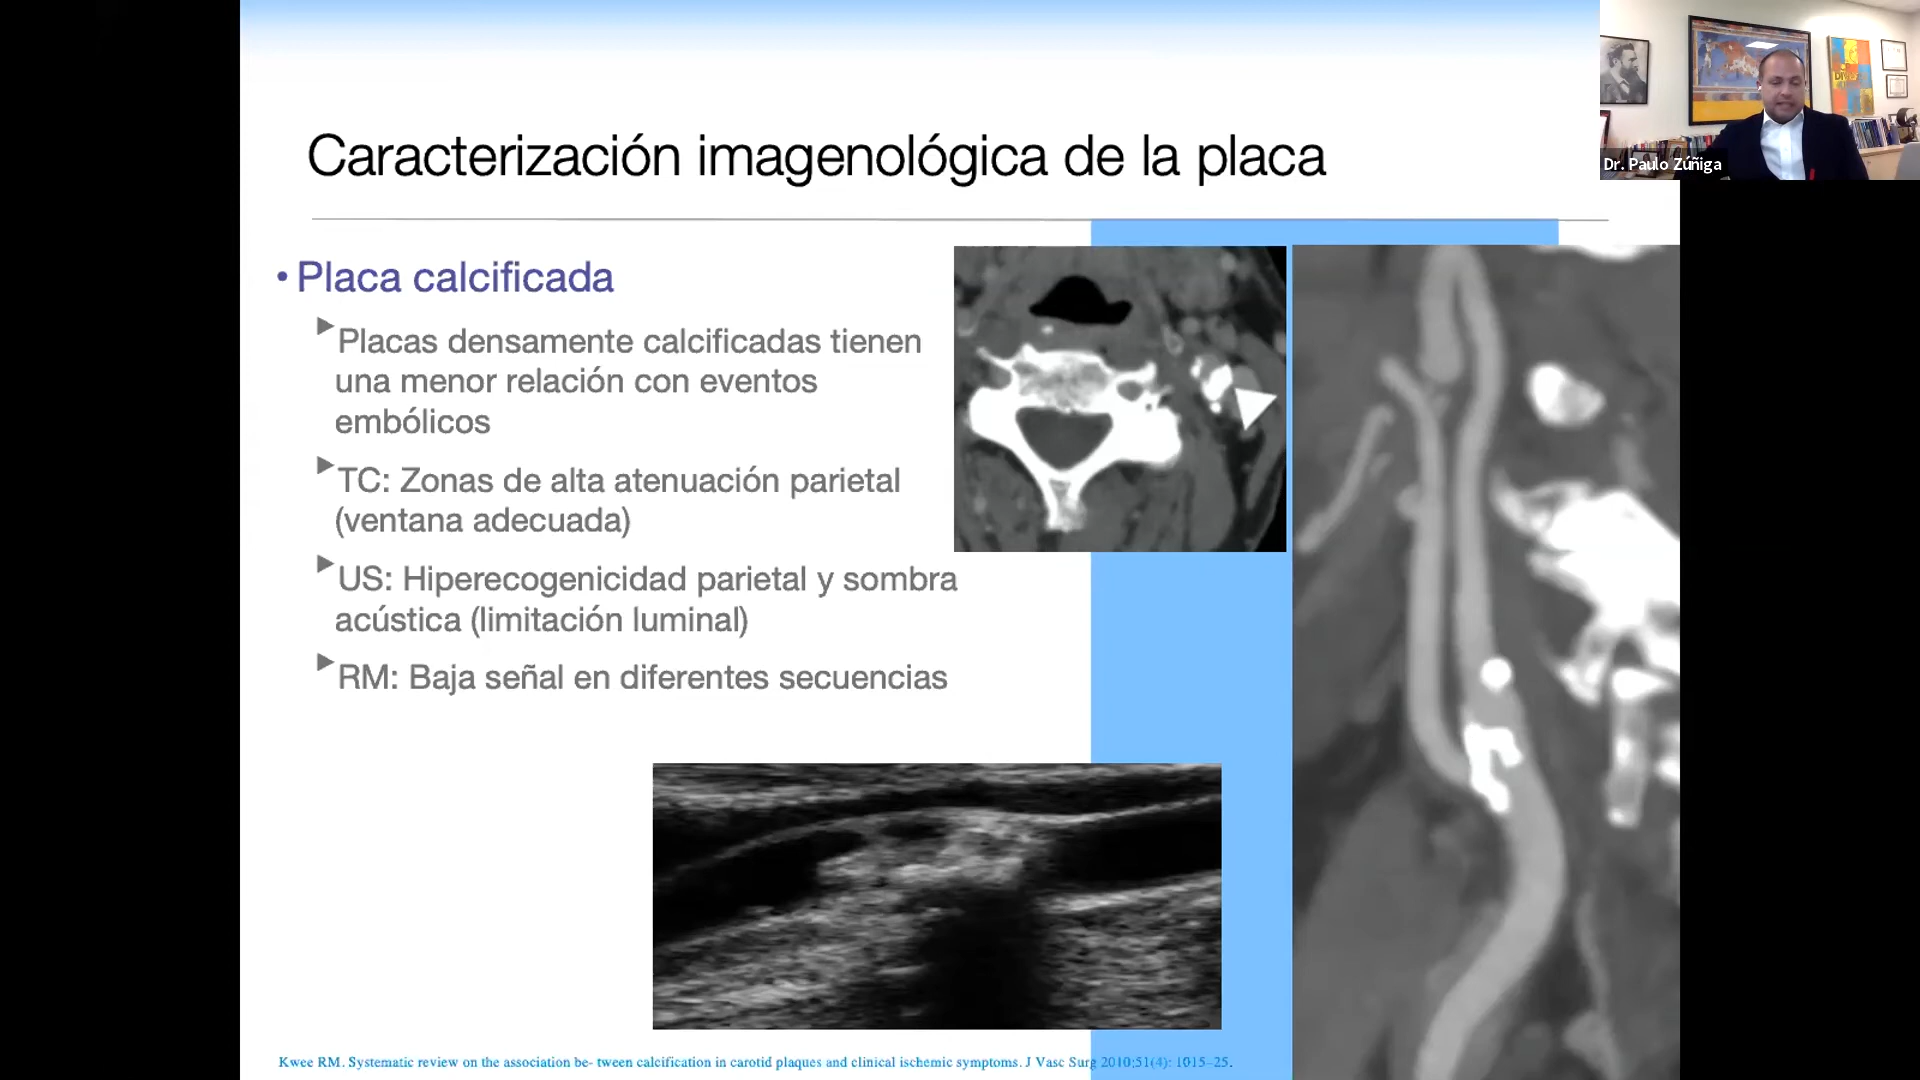 Caracterización imagenológica de la placa
Dr. Paulo Zúñiga
• Placa calcificada
Placas densamente calcificadas tienen
una menor relación con eventos
embólicos
TC: Zonas de alta atenuación parietal
(ventana adecuada)
US: Hiperecogenicidad parietal y sombra
acústica (limitación luminal)
RM: Baja señal en diferentes secuencias
Kwee RM. Systematic review on the association be- tween calcification in carotid plaques and clinical ischemic symptoms. J Vasc Surg 2010;51(4): 1015–25.